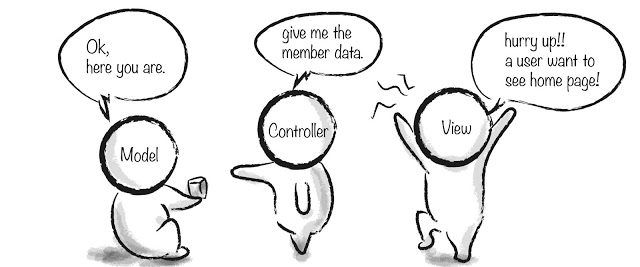 Ok,
here you are.
give me the
member data.
hurry up!!
a user want to
see home page!
Model
Controller
View